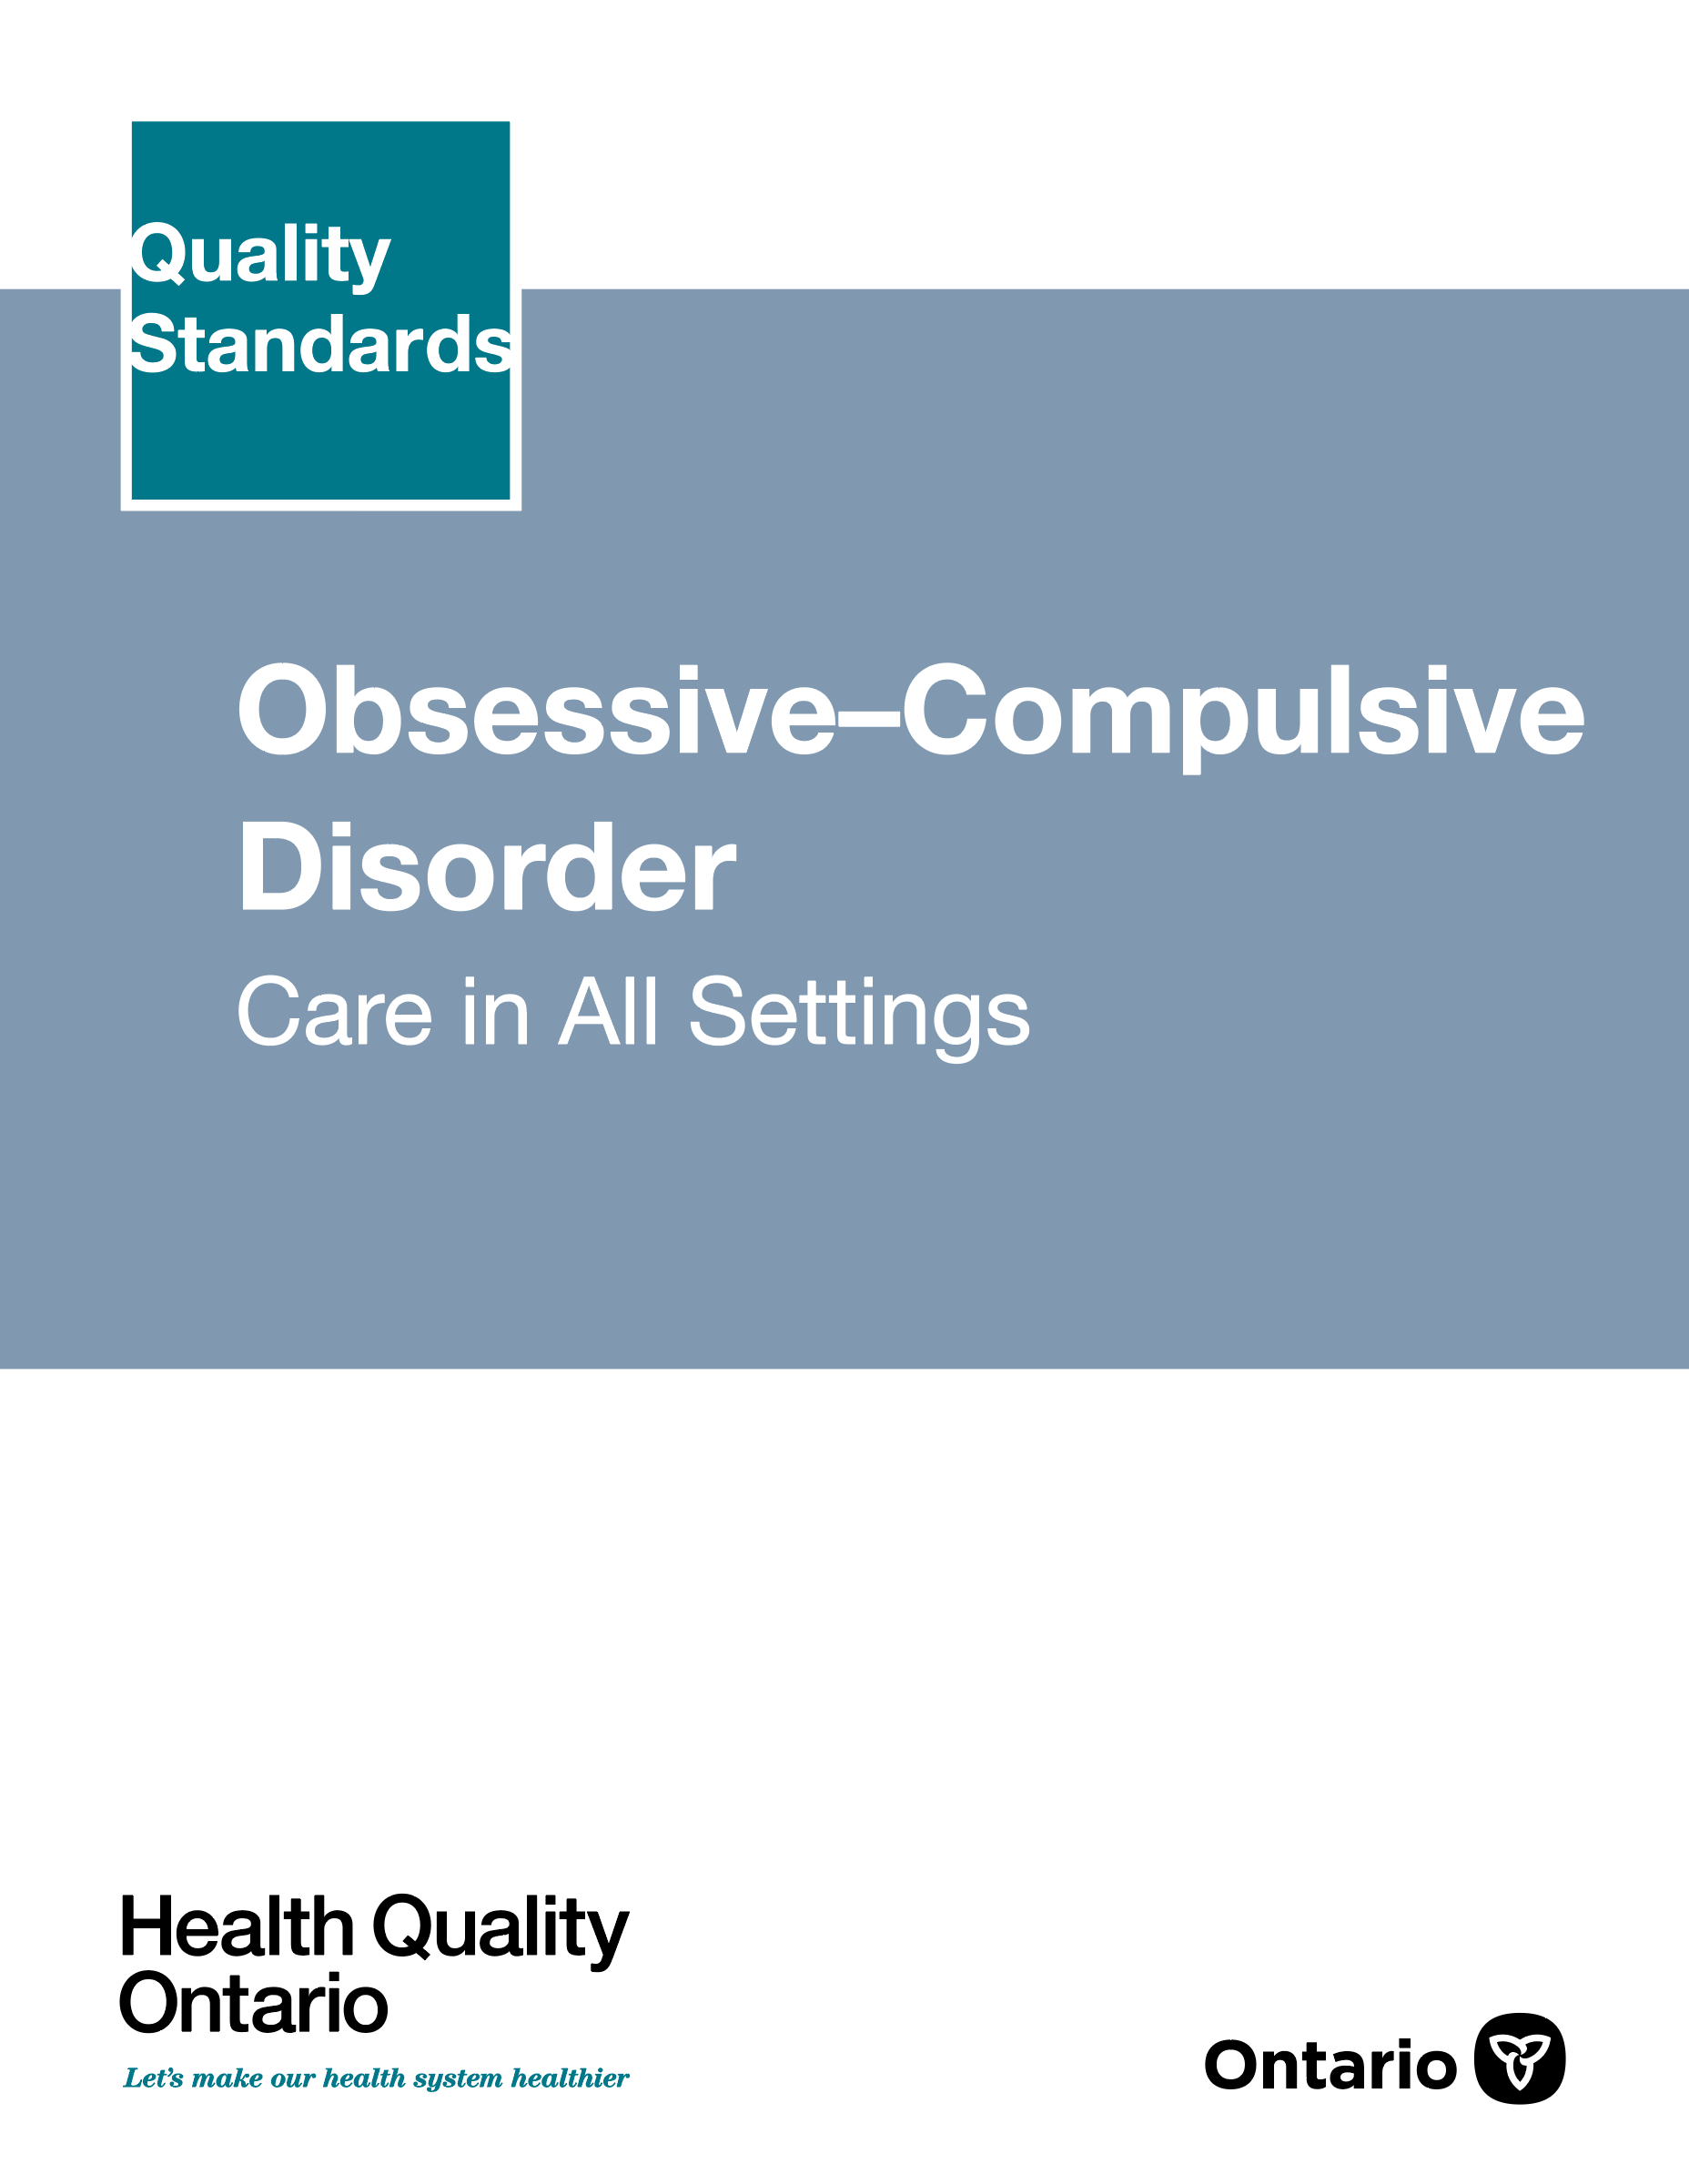 Quality
Standards
Obsessive–Compulsive
Disorder
Care in All Settings
Health Quality
Ontario
Let’s make our health system healthier
Ontario